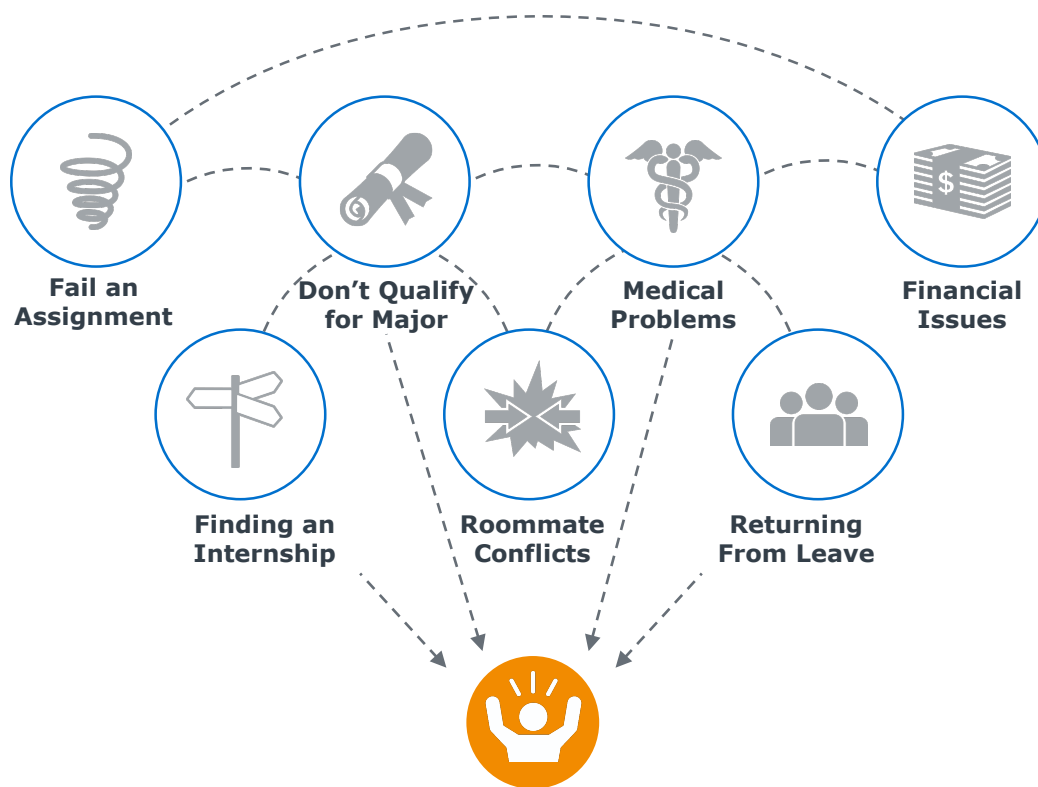 $
Fail an
Assignment
Don’t Qualify
for Major
Medical
Problems
Financial
Issues
Finding an
Internship
Roommate
Conflicts
Returning
From Leave